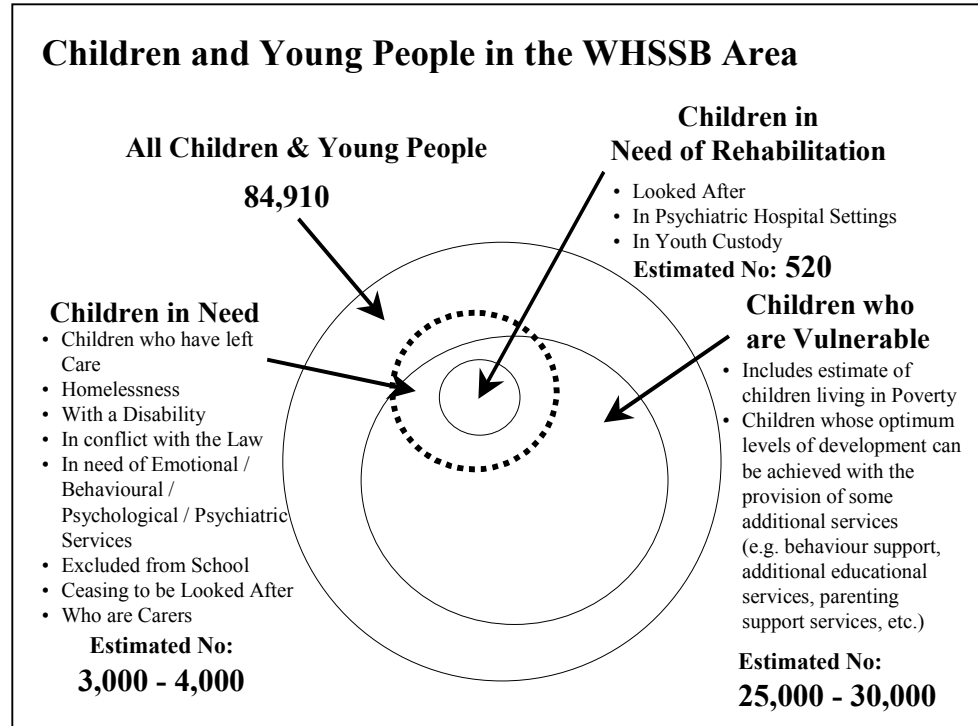 Children and Young People in the WHSSB Area
All Children & Young People
84,910
Children in
Need of Rehabilitation
• Looked After
• In Psychiatric Hospital Settings
• In Youth Custody
Estimated No: 520
Children in Need
• Children who have left
Care
• Homelessness
• With a Disability
• In conflict with the Law
• In need of Emotional /
Behavioural /
Psychological / Psychiatric
Services
• Excluded from School
• Ceasing to be Looked After
• Who are Carers
Estimated No:
3,000 - 4,000
Children who
are Vulnerable
• Includes estimate of
children living in Poverty
• Children whose optimum
levels of development can
be achieved with the
provision of some
additional services
(e.g. behaviour support,
additional educational
services, parenting
support services, etc.)
Estimated No:
25,000 - 30,000